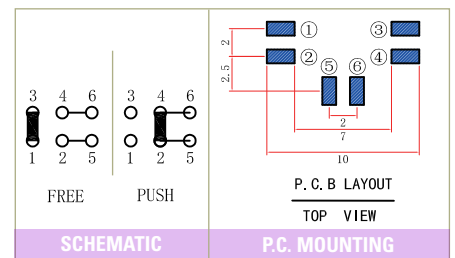 3 4 6 3 4 6
1 2 5 1 2 5
FREE PUSH
SCHEMATIC
① ③
2
② ④
⑤ ⑥
2.5
2
7
10
P.C.B LAYOUT
TOP VIEW
P.C. MOUNTING